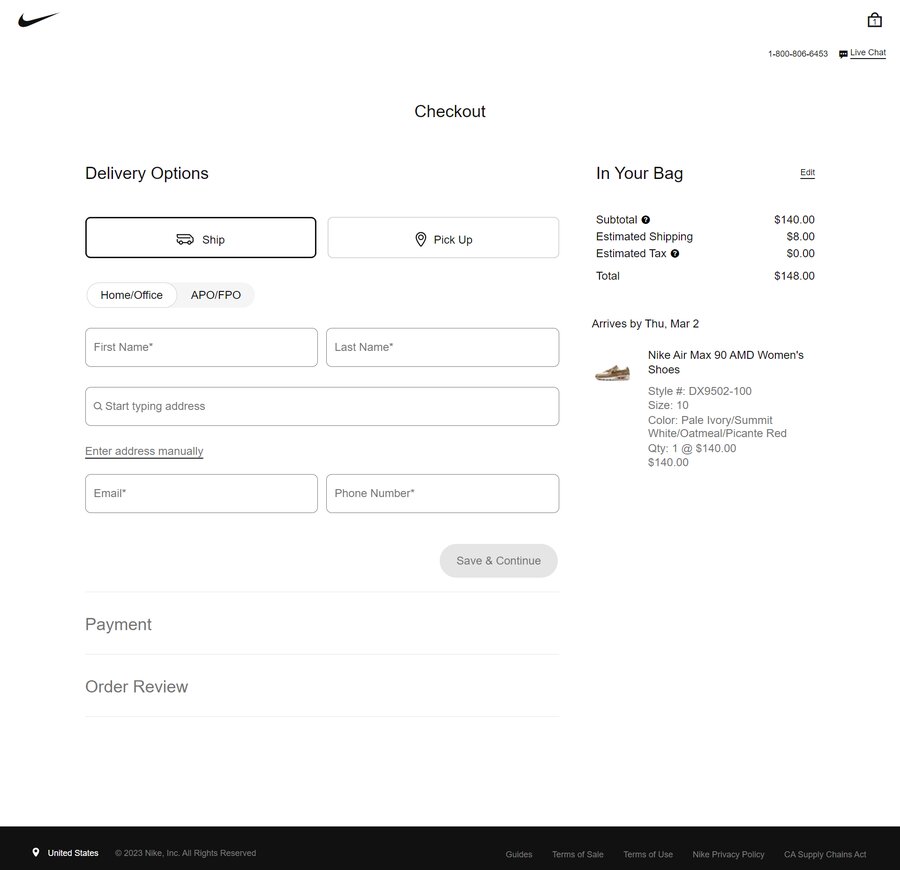 1
1-800-806-6453 Live Chat
Checkout
Delivery Options
Ship
Pick Up
Home/Office
APO/FPO
First Name*
Last Name*
Start typing address
Enter address manually
Email*
Phone Number*
Save & Continue
Payment
Order Review
In Your Bag
Edit
Subtotal ? $140.00
Estimated Shipping $8.00
Estimated Tax ? $0.00
Total $148.00
Arrives by Thu, Mar 2
Nike Air Max 90 AMD Women's
Shoes
Style #: DX9502-100
Size: 10
Color: Pale Ivory/Summit
White/Oatmeal/Picante Red
Qty: 1 @ $140.00
$140.00
United States
© 2023 Nike, Inc. All Rights Reserved
Guides
Terms of Sale
Terms of Use
Nike Privacy Policy
CA Supply Chains Act